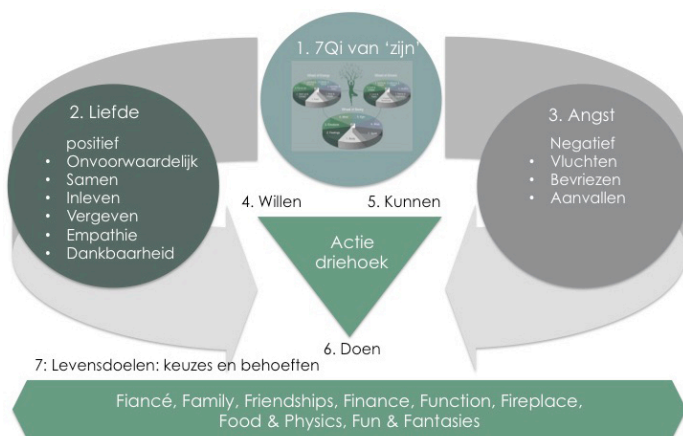 1. 7Qi van ‘zijn’
2. Liefde
positief
• Onvoorwaardelijk
• Samen
• Inleven
• Vergeven
• Empathie
• Dankbaarheid
3. Angst
Negatief
• Vluchten
• Bevriezen
• Aanvallen
4. Willen
5. Kunnen
Actie
driehoek
6. Doen
7: Levensdoelen: keuzes en behoeften
Fiancé, Family, Friendships, Finance, Function, Fireplace,
Food & Physics, Fun & Fantasies